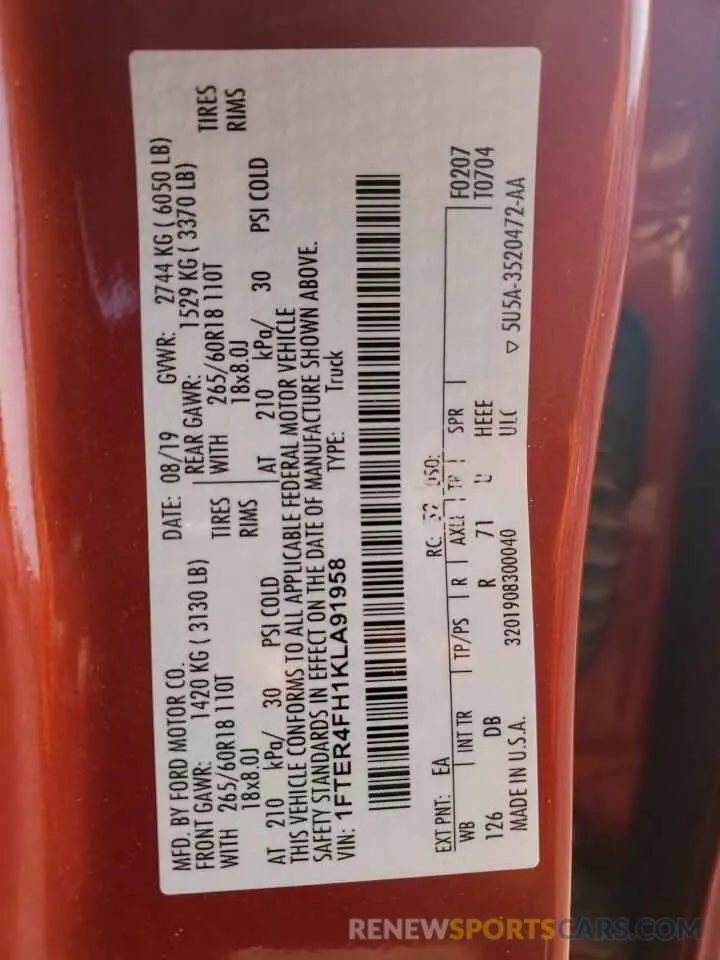 MFD. BY FORD MOTOR CO.
DATE: 08/19 GVWR: 2744 KG ( 6050 LB)
FRONT GAWR: 1420 KG ( 3130 LB) REAR GAWR: 1529 KG ( 3370 LB)
WITH 265/60R18 110T TIRES WITH 265/60R18 110T TIRES
18x8.0J RIMS 18x8.0J RIMS
AT 210 kPa/ 30 PSI COLD AT 210 kPa/ 30 PSI COLD
THIS VEHICLE CONFORMS TO ALL APPLICABLE FEDERAL MOTOR VEHICLE
SAFETY STANDARDS IN EFFECT ON THE DATE OF MANUFACTURE SHOWN ABOVE.
VIN: 1FTER4FH1KLA91958 TYPE: Truck
EXT PNT: EA RC: F0207
WB INT TR TP/PS R AXLE SPR T0704
126 DB R 71 HEEE
MADE IN U.S.A. 3201908300040 ▽ 5U5A-3520472-AA
RENEWSPORTSCARS.COM